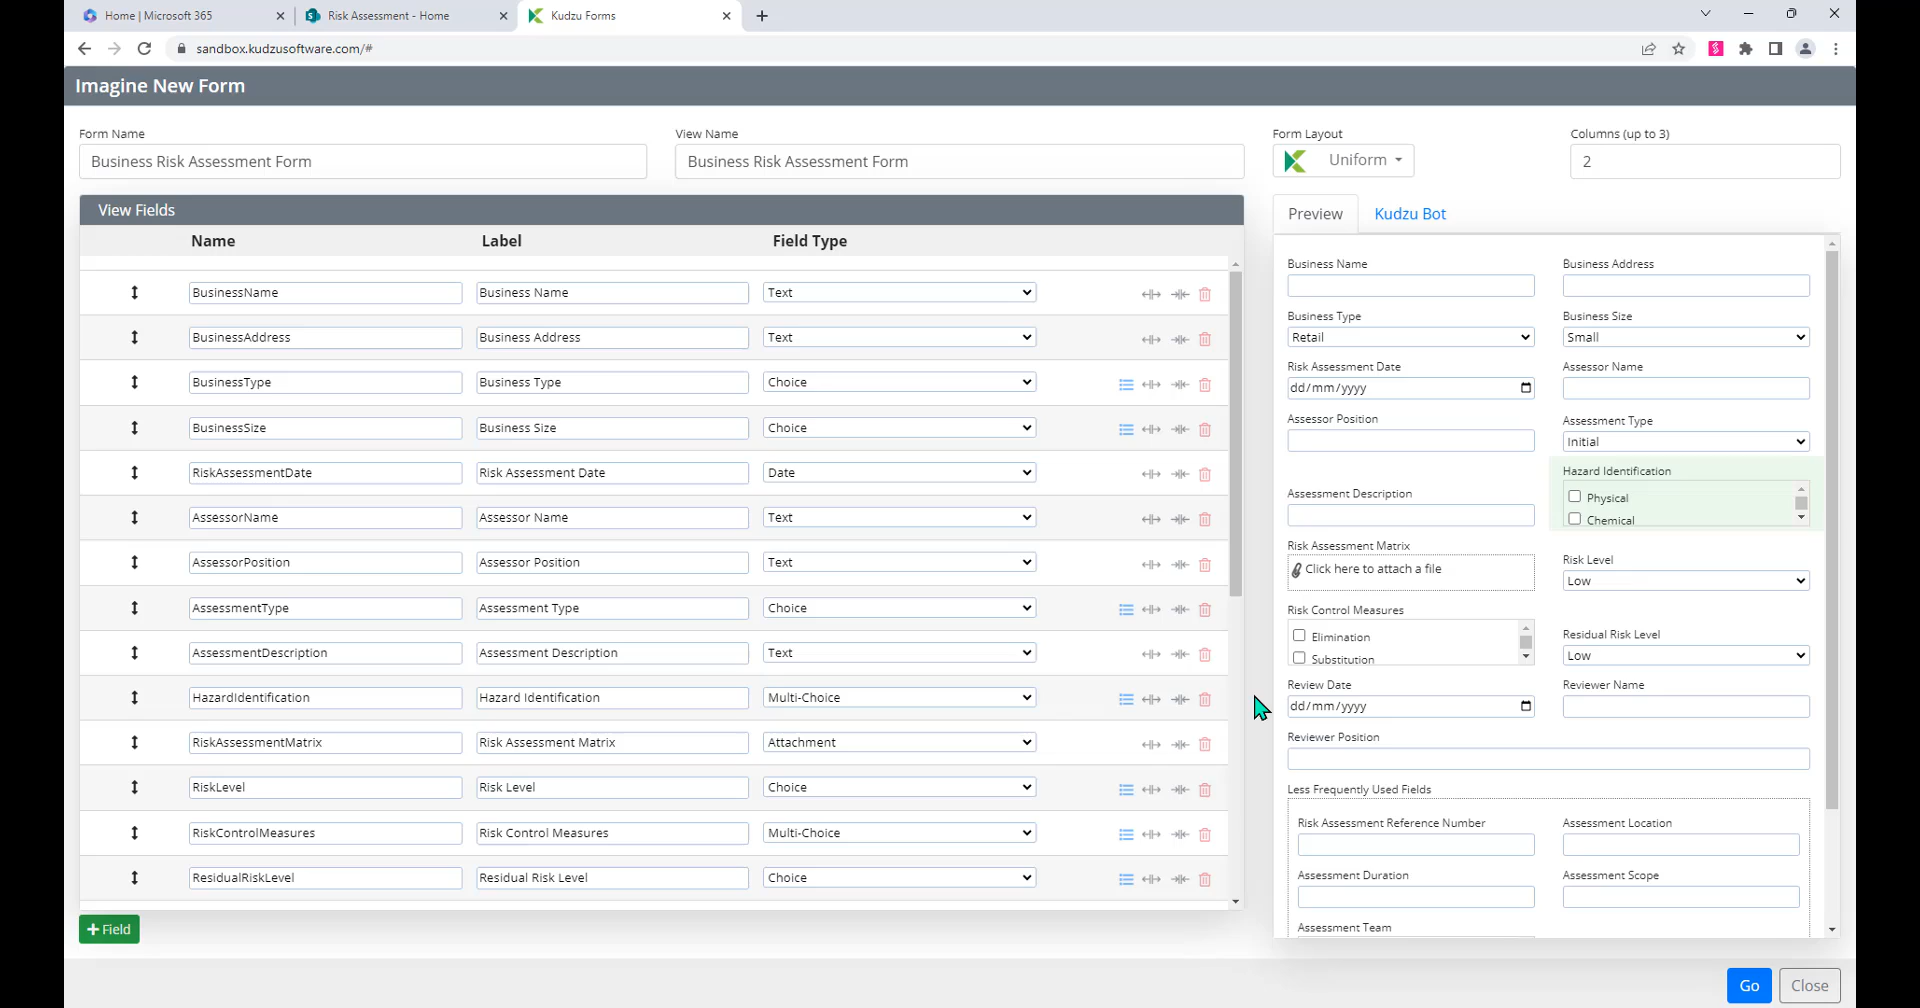 Home | Microsoft 365
Risk Assessment - Home
Kudzu Forms
sandbox.kudzusoftware.com/#
Imagine New Form
Form Name
View Name
Form Layout
Columns (up to 3)
Business Risk Assessment Form
Business Risk Assessment Form
Uniform
2
View Fields
Preview
Kudzu Bot
Name Label Field Type
BusinessName Business Name Text
BusinessAddress Business Address Text
BusinessType Business Type Choice
BusinessSize Business Size Choice
RiskAssessmentDate Risk Assessment Date Date
AssessorName Assessor Name Text
AssessorPosition Assessor Position Text
AssessmentType Assessment Type Choice
AssessmentDescription Assessment Description Text
HazardIdentification Hazard Identification Multi-Choice
RiskAssessmentMatrix Risk Assessment Matrix Attachment
RiskLevel Risk Level Choice
RiskControlMeasures Risk Control Measures Multi-Choice
ResidualRiskLevel Residual Risk Level Choice
+ Field
Business Name Business Address
Business Type Business Size
Retail Small
Risk Assessment Date Assessor Name
dd/mm/yyyy
Assessor Position Assessment Type
Initial
Hazard Identification
Physical
Assessment Description
Chemical
Risk Assessment Matrix
Click here to attach a file
Risk Level
Low
Risk Control Measures
Elimination
Substitution
Residual Risk Level
Low
Review Date Reviewer Name
dd/mm/yyyy
Reviewer Position
Less Frequently Used Fields
Risk Assessment Reference Number Assessment Location
Assessment Duration Assessment Scope
Assessment Team
Go
Close